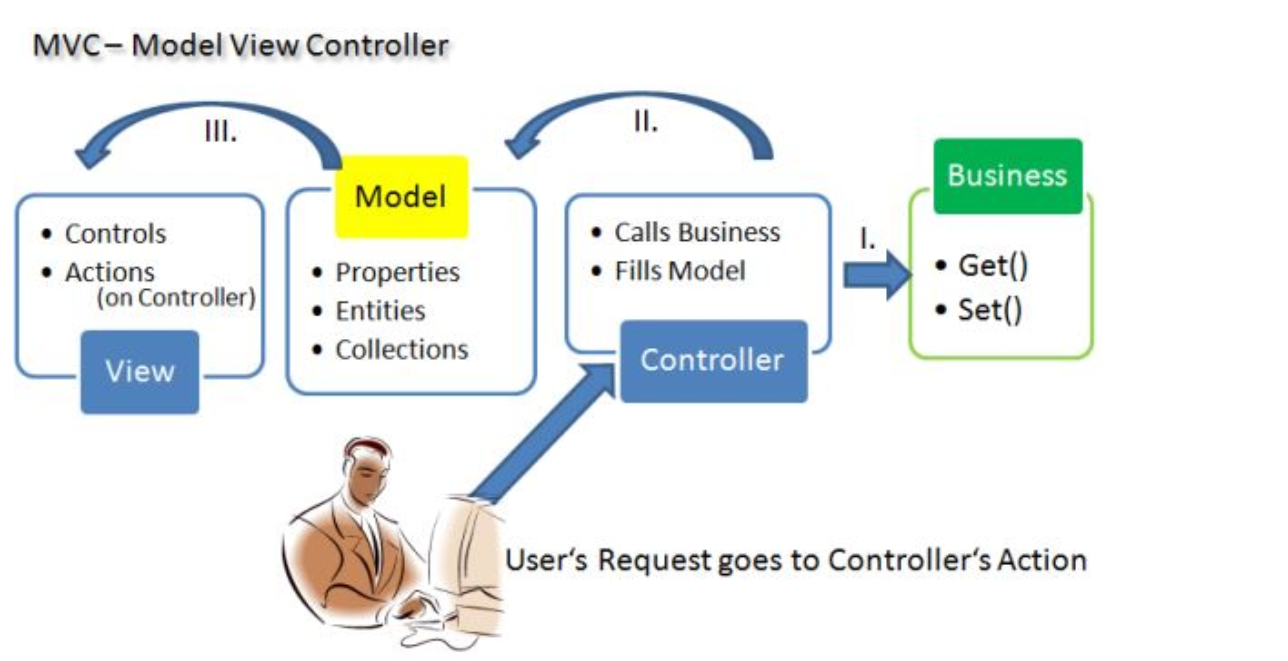 MVC – Model View Controller
III.
II.
I.
• Controls
• Actions
(on Controller)
View
Model
• Properties
• Entities
• Collections
• Calls Business
• Fills Model
Controller
Business
• Get()
• Set()
User‘s Request goes to Controller‘s Action